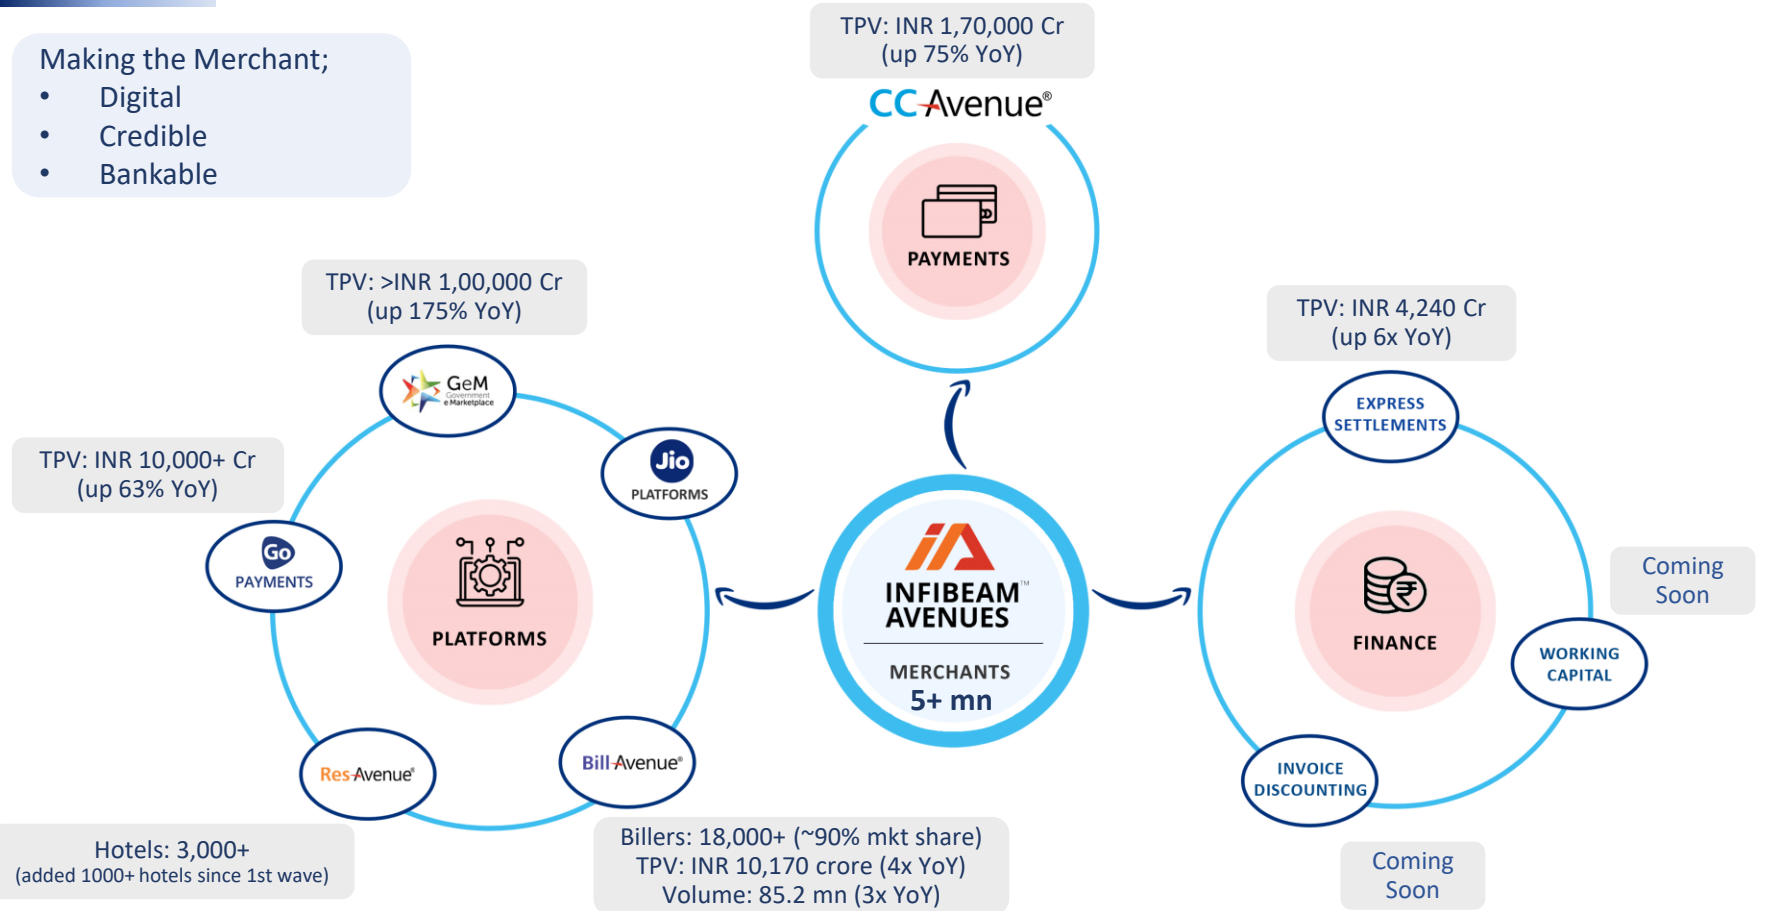 Making the Merchant;
• Digital
• Credible
• Bankable
TPV: INR 1,70,000 Cr
(up 75% YoY)
CCAvenue®
PAYMENTS
TPV: >INR 1,00,000 Cr
(up 175% YoY)
GeM
Government
e Marketplace
Jio
PLATFORMS
TPV: INR 10,000+ Cr
(up 63% YoY)
Go
PAYMENTS
PLATFORMS
ResAvenue®
BillAvenue®
Hotels: 3,000+
(added 1000+ hotels since 1st wave)
Billers: 18,000+ (~90% mkt share)
TPV: INR 10,170 crore (4x YoY)
Volume: 85.2 mn (3x YoY)
INFIBEAM™
AVENUES
MERCHANTS
5+ mn
TPV: INR 4,240 Cr
(up 6x YoY)
EXPRESS
SETTLEMENTS
FINANCE
Coming
Soon
WORKING
CAPITAL
INVOICE
DISCOUNTING
Coming
Soon